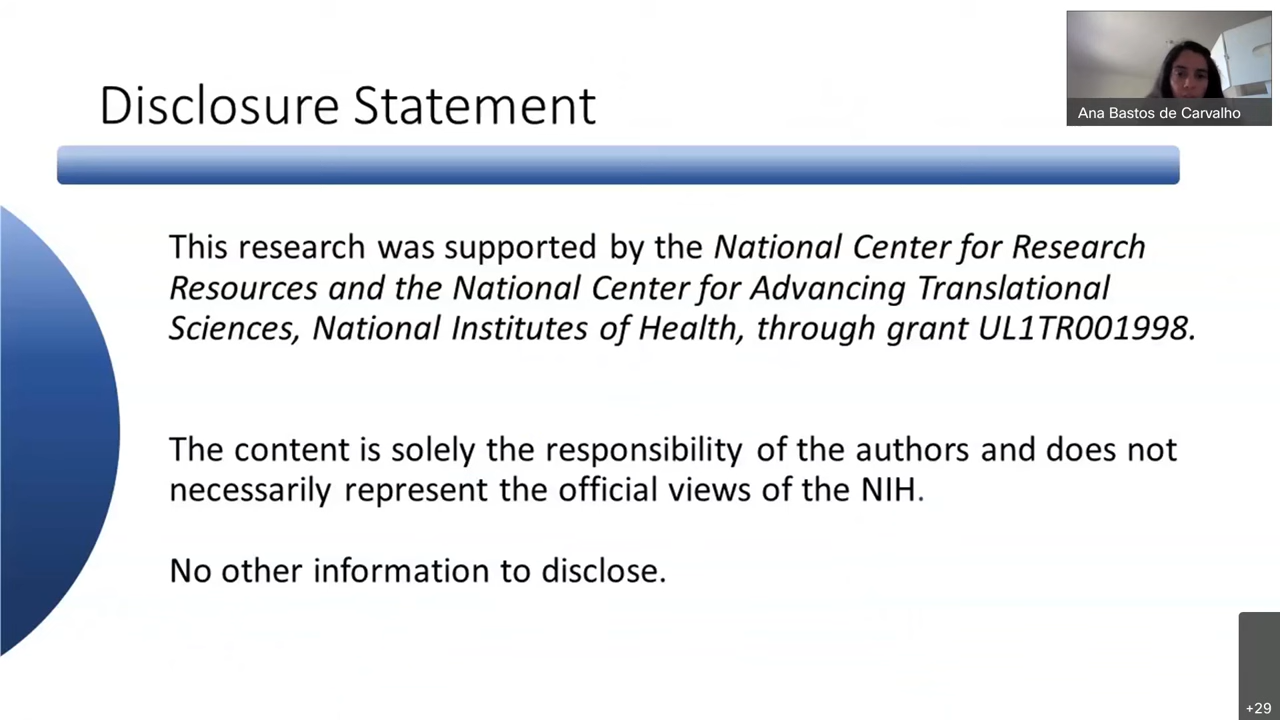 Disclosure Statement
Ana Bastos de Carvalho
This research was supported by the National Center for Research
Resources and the National Center for Advancing Translational
Sciences, National Institutes of Health, through grant UL1TR001998.
The content is solely the responsibility of the authors and does not
necessarily represent the official views of the NIH.
No other information to disclose.
+29